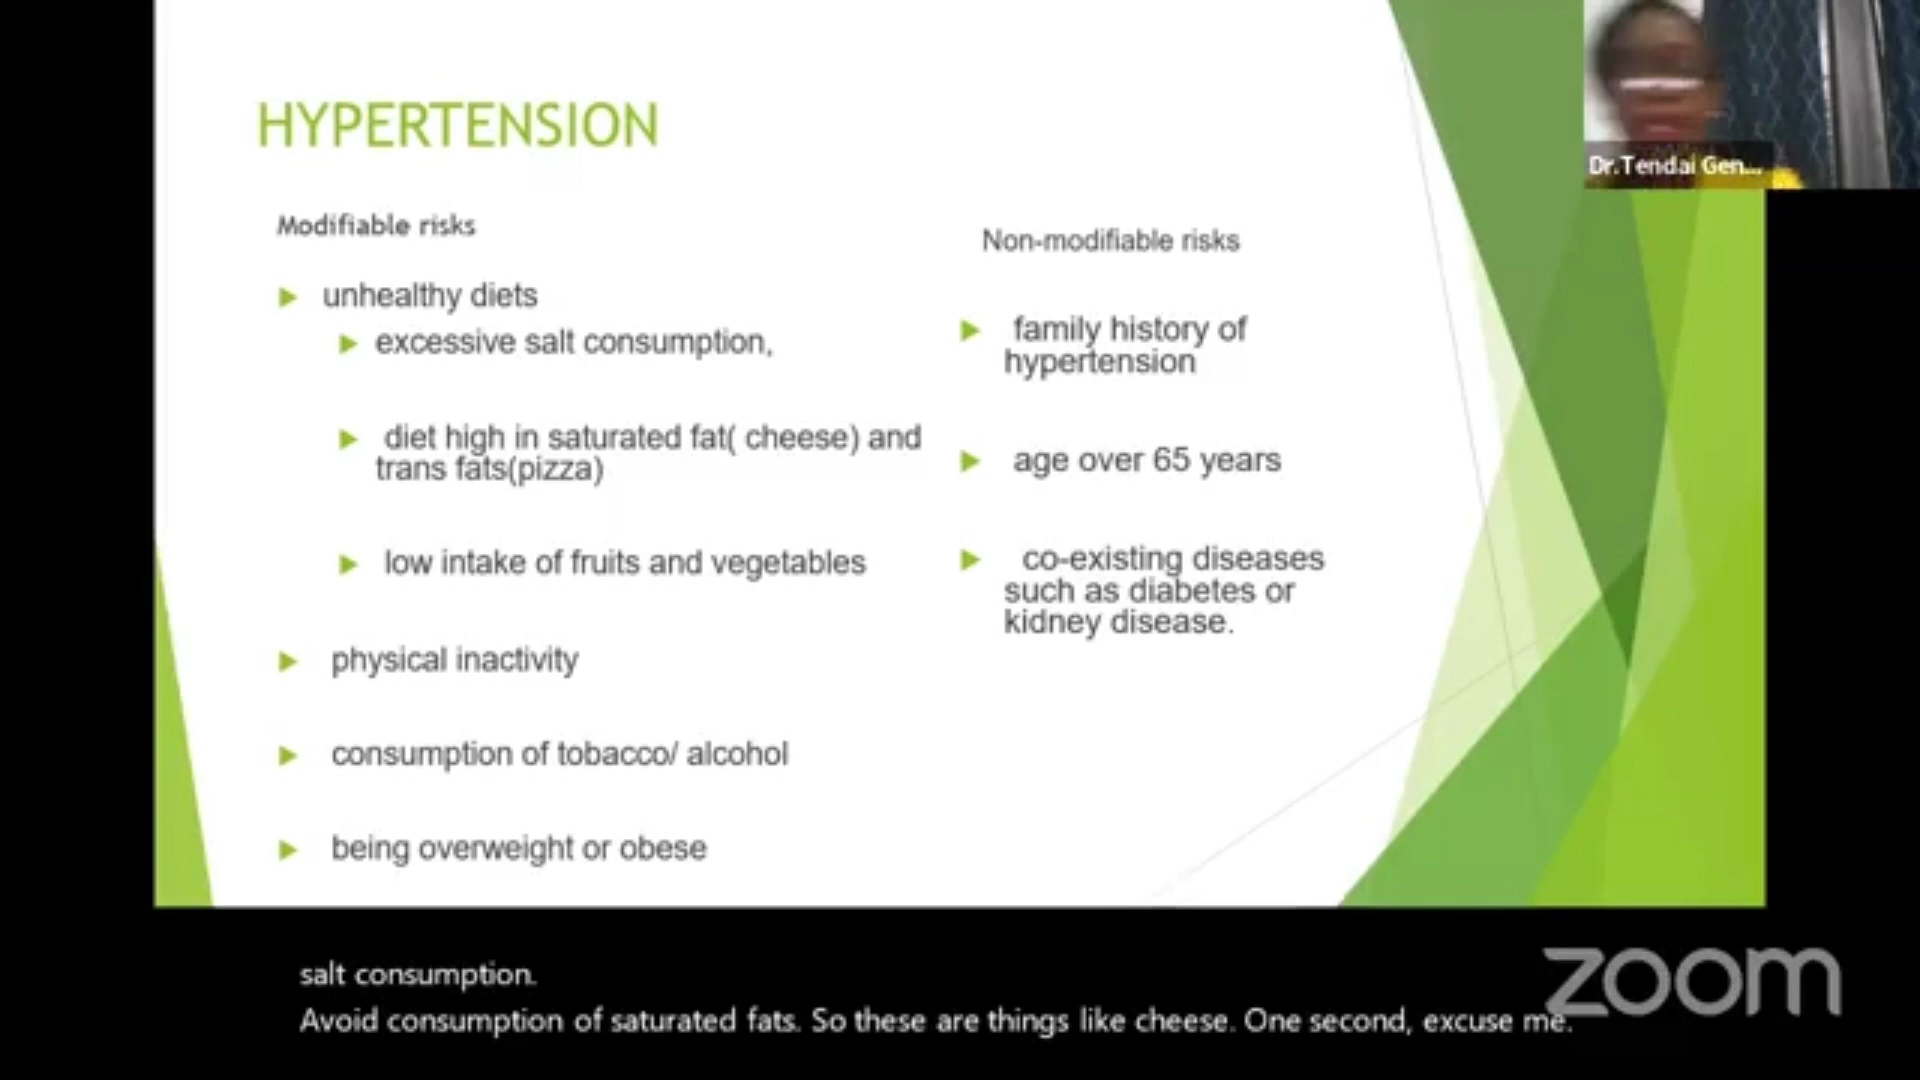 HYPERTENSION
Modifiable risks
unhealthy diets
excessive salt consumption,
diet high in saturated fat( cheese) and
trans fats(pizza)
low intake of fruits and vegetables
physical inactivity
consumption of tobacco/ alcohol
being overweight or obese
Non-modifiable risks
family history of
hypertension
age over 65 years
co-existing diseases
such as diabetes or
kidney disease.
Dr.Tendai Gen...
salt consumption.
Avoid consumption of saturated fats. So these are things like cheese. One second, excuse me.
zoom